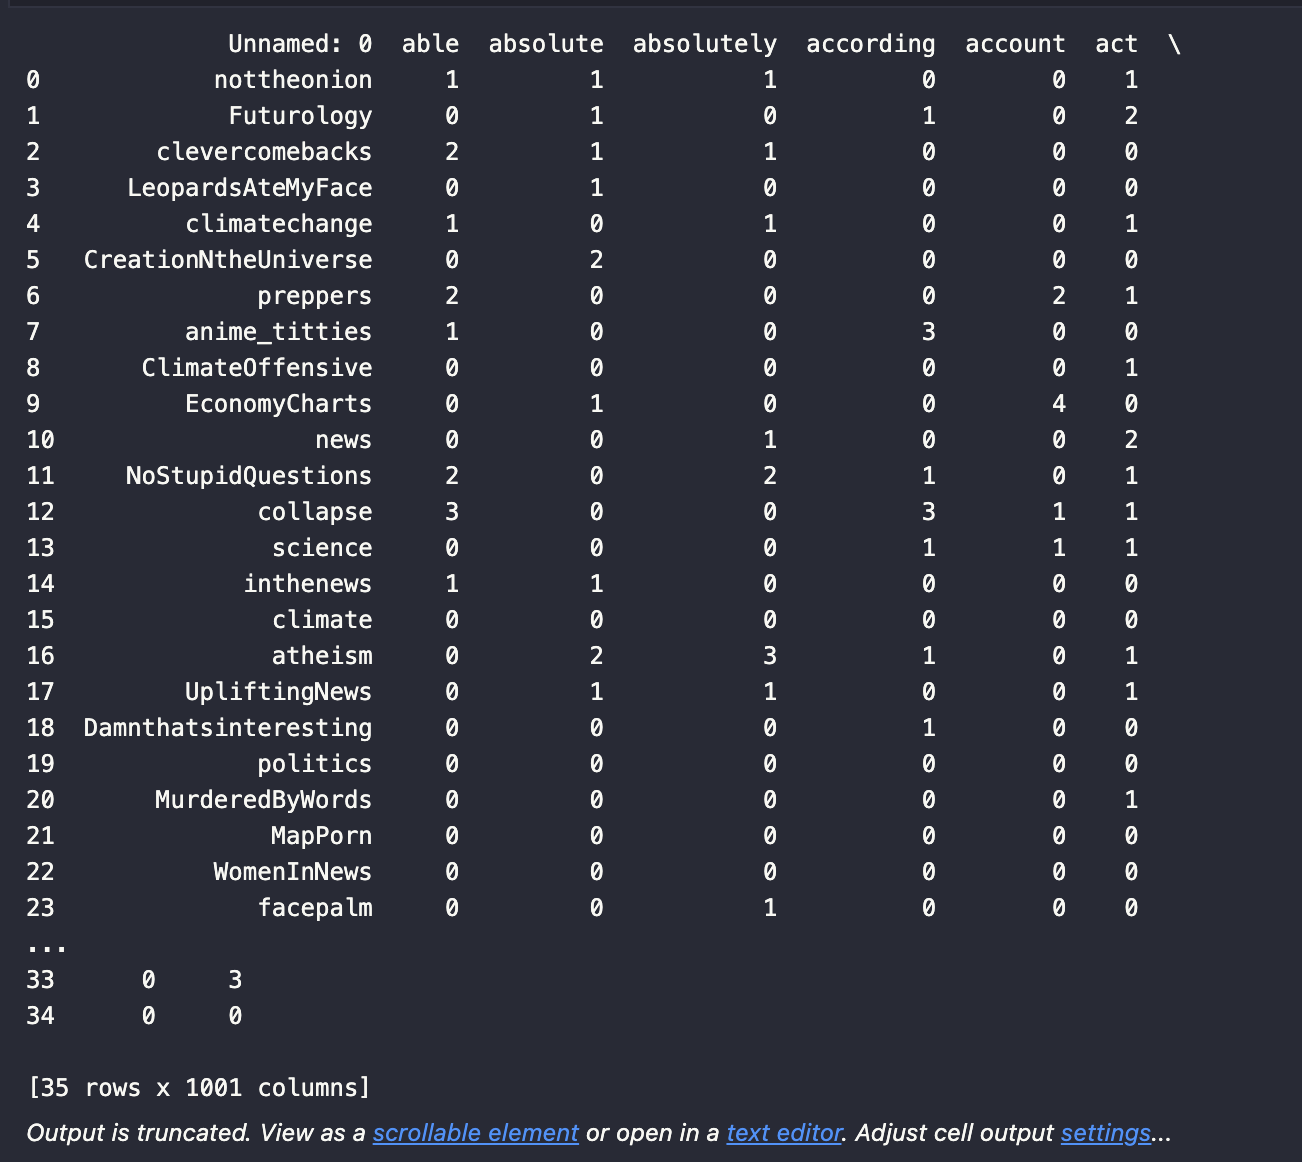 Unnamed: 0 able absolute absolutely according account act \
0 nottheonion 1 1 1 0 0 1
1 Futurology 0 1 0 1 0 2
2 clevercomebacks 2 1 1 0 0 0
3 LeopardsAteMyFace 0 1 0 0 0 0
4 climatechange 1 0 1 0 0 1
5 CreationNtheUniverse 0 2 0 0 0 0
6 preppers 2 0 0 0 2 1
7 anime_titties 1 0 0 3 0 0
8 ClimateOffensive 0 0 0 0 0 1
9 EconomyCharts 0 1 0 0 4 0
10 news 0 0 1 0 0 2
11 NoStupidQuestions 2 0 2 1 0 1
12 collapse 3 0 0 3 1 1
13 science 0 0 0 1 1 1
14 inthenews 1 1 0 0 0 0
15 climate 0 0 0 0 0 0
16 atheism 0 2 3 1 0 1
17 UpliftingNews 0 1 1 0 0 1
18 Damnthatsinteresting 0 0 0 1 0 0
19 politics 0 0 0 0 0 0
20 MurderedByWords 0 0 0 0 0 1
21 MapPorn 0 0 0 0 0 0
22 WomenInNews 0 0 0 0 0 0
23 facepalm 0 0 1 0 0 0
...
33 0 3
34 0 0
[35 rows x 1001 columns]
Output is truncated. View as a scrollable element or open in a text editor. Adjust cell output settings...